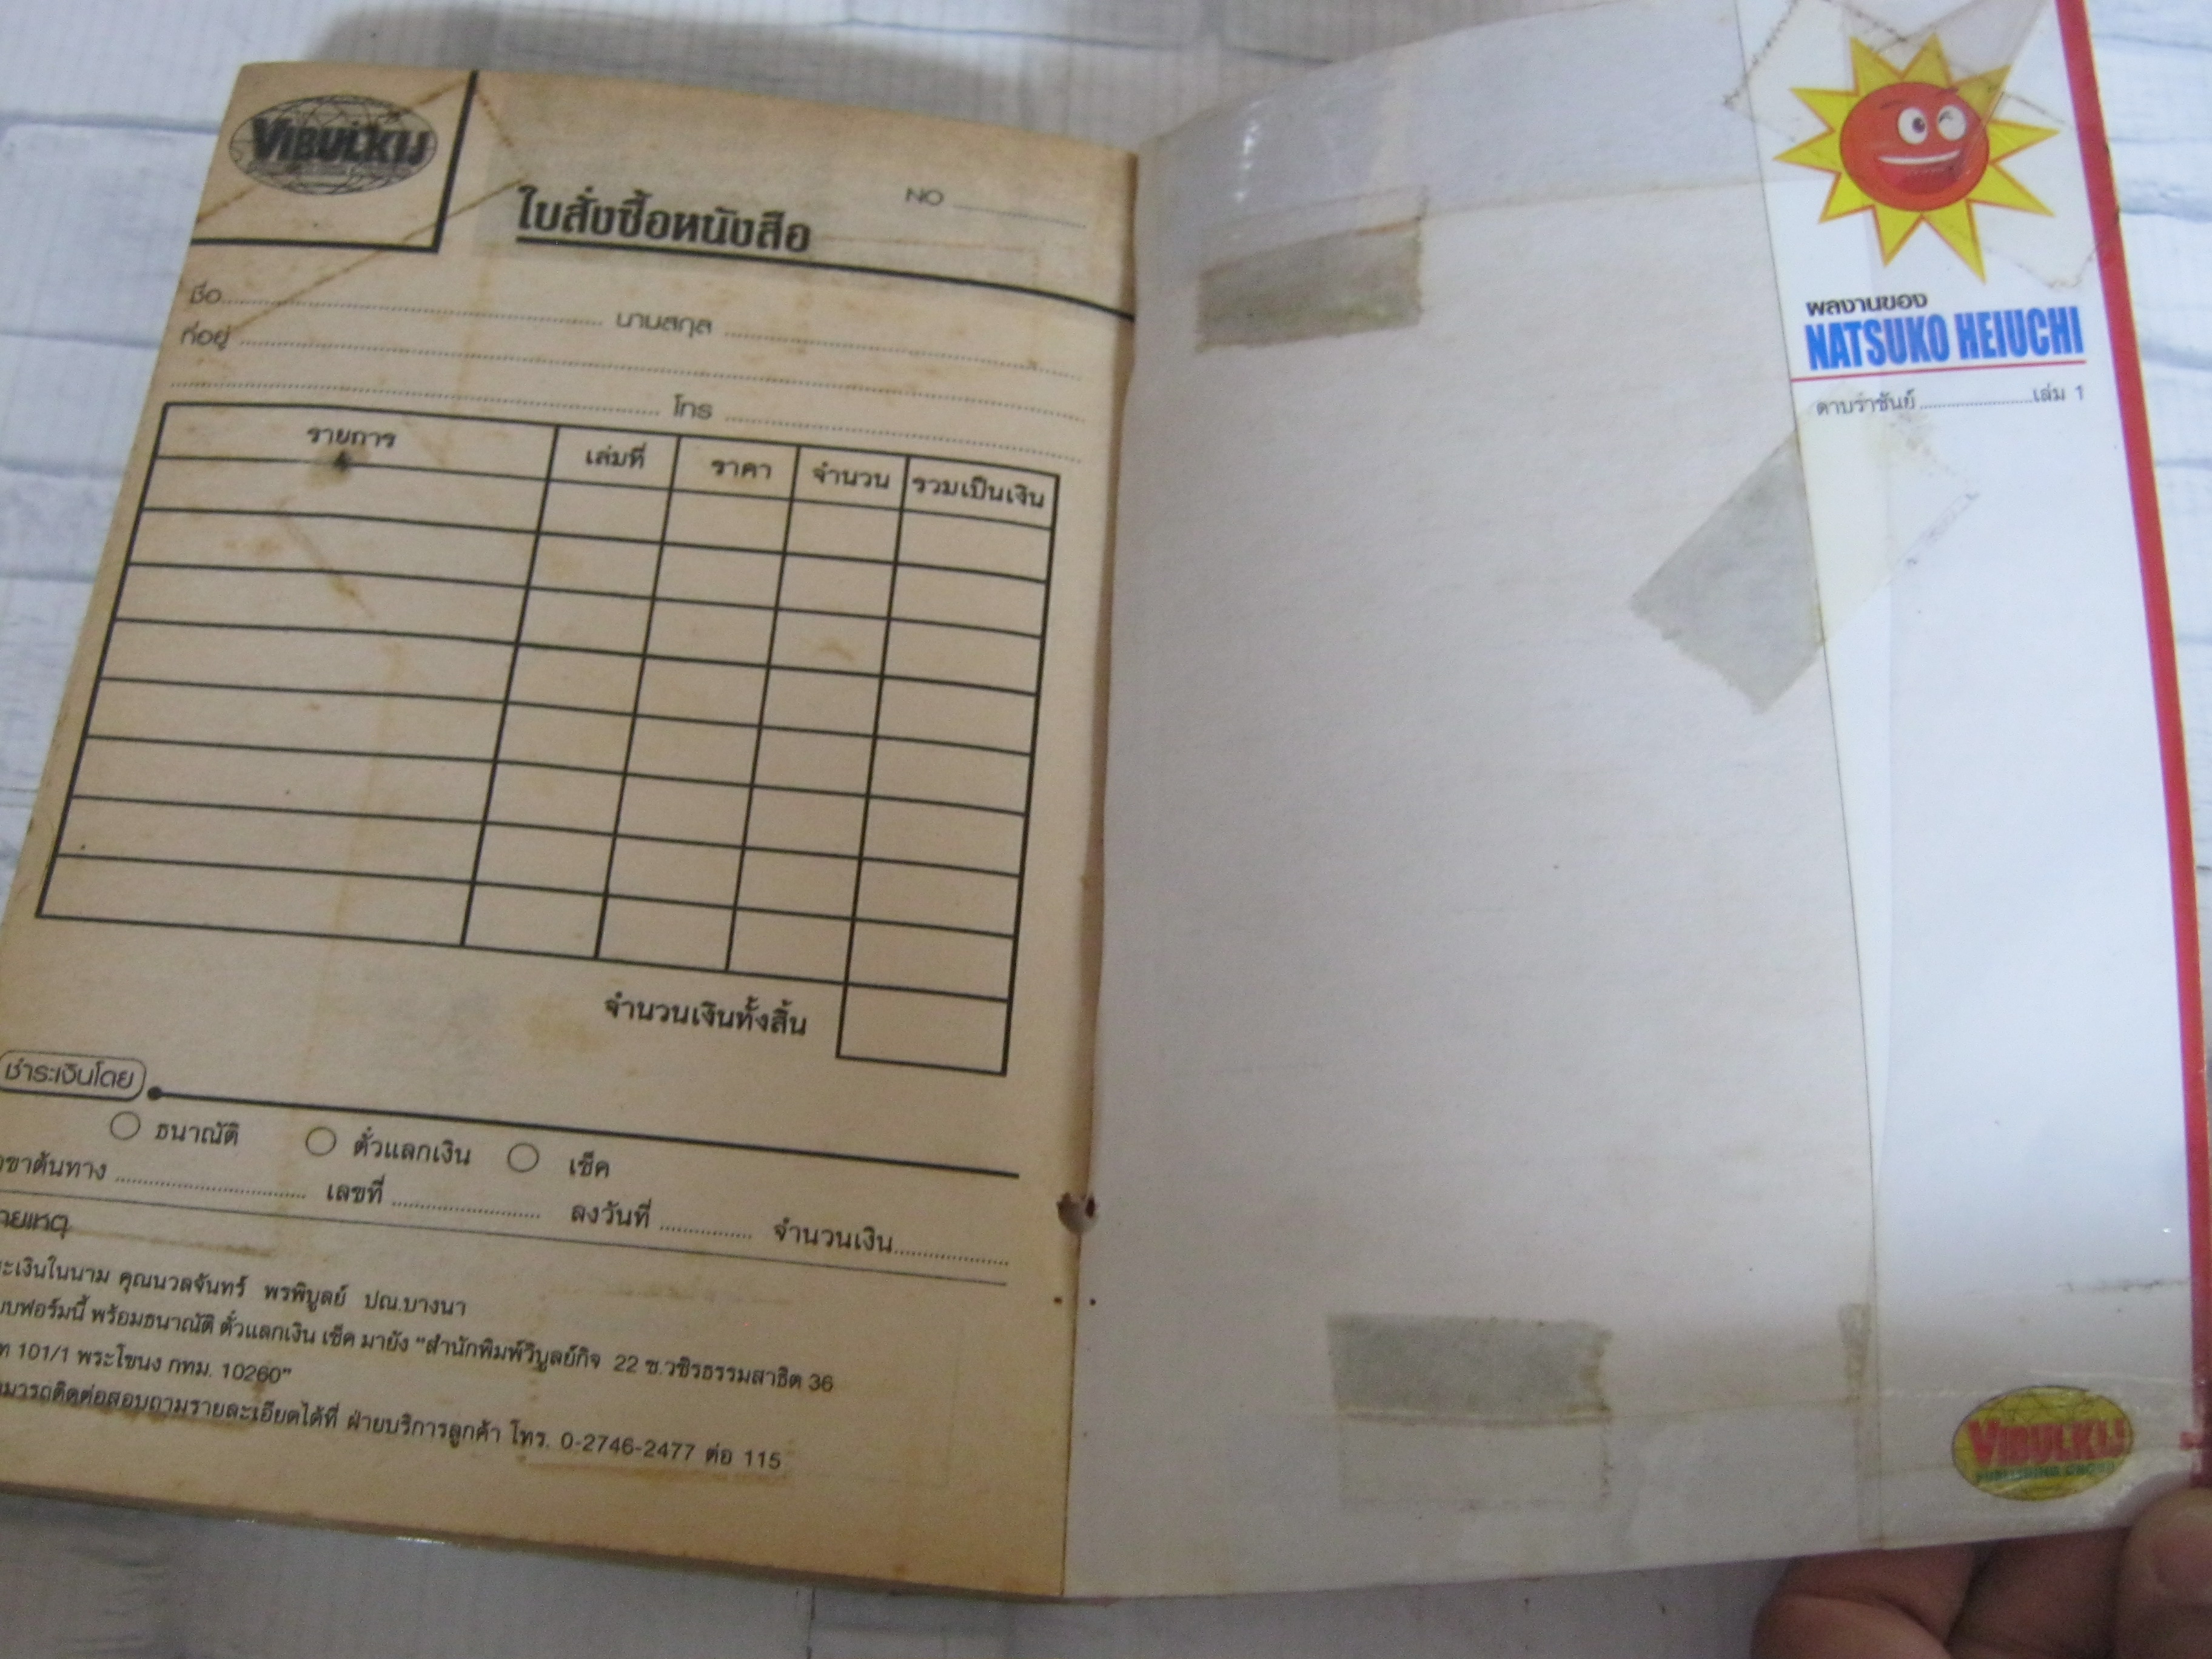 VIBULKIJ
NO
ใบสั่งซื้อหนังสือ
ชื่อ นามสกุล
ที่อยู่
โทร
รายการ เล่มที่ ราคา จำนวน รวมเป็นเงิน
จำนวนเงินทั้งสิ้น
ชำระเงินโดย
ธนาณัติ ตั๋วแลกเงิน เช็ค
ต้นทาง เลขที่ ลงวันที่ จำนวนเงิน
ายเหตุ
ะเงินในนาม คุณนวลจันทร์ พรพิบูลย์ ปณ.บางนา
บฟอร์มนี้ พร้อมธนาณัติ ตั๋วแลกเงิน เช็ค มายัง "สำนักพิมพ์วิบูลย์กิจ 22 ซ.วชิรธรรมสาธิต 36
ท 101/1 พระโขนง กทม. 10260"
มารถติดต่อสอบถามรายละเอียดได้ที่ ฝ่ายบริการลูกค้า โทร. 0-2746-2477 ต่อ 115
ผลงานของ
NATSUKO HEIUCHI
ดาบราชันย์ เล่ม 1
VIBULKIJ
PUBLISHING GROUP